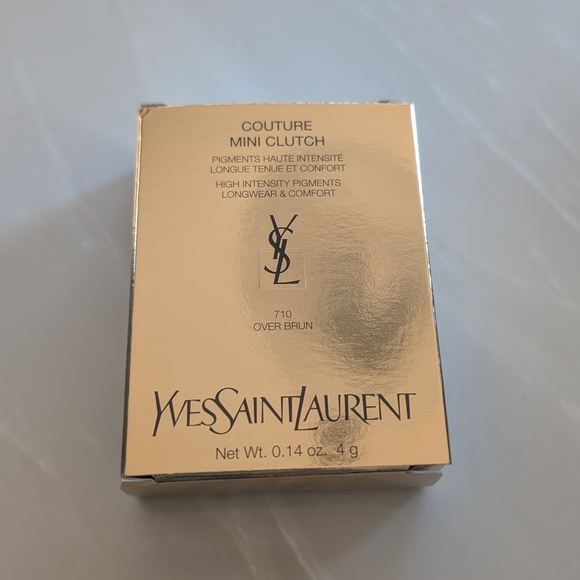 COUTURE
MINI CLUTCH
PIGMENTS HAUTE INTENSITÉ
LONGUE TENUE ET CONFORT
HIGH INTENSITY PIGMENTS
LONGWEAR & COMFORT
YSL
710
OVER BRUN
YVESSAINTLAURENT
Net Wt. 0.14 oz. 4 g